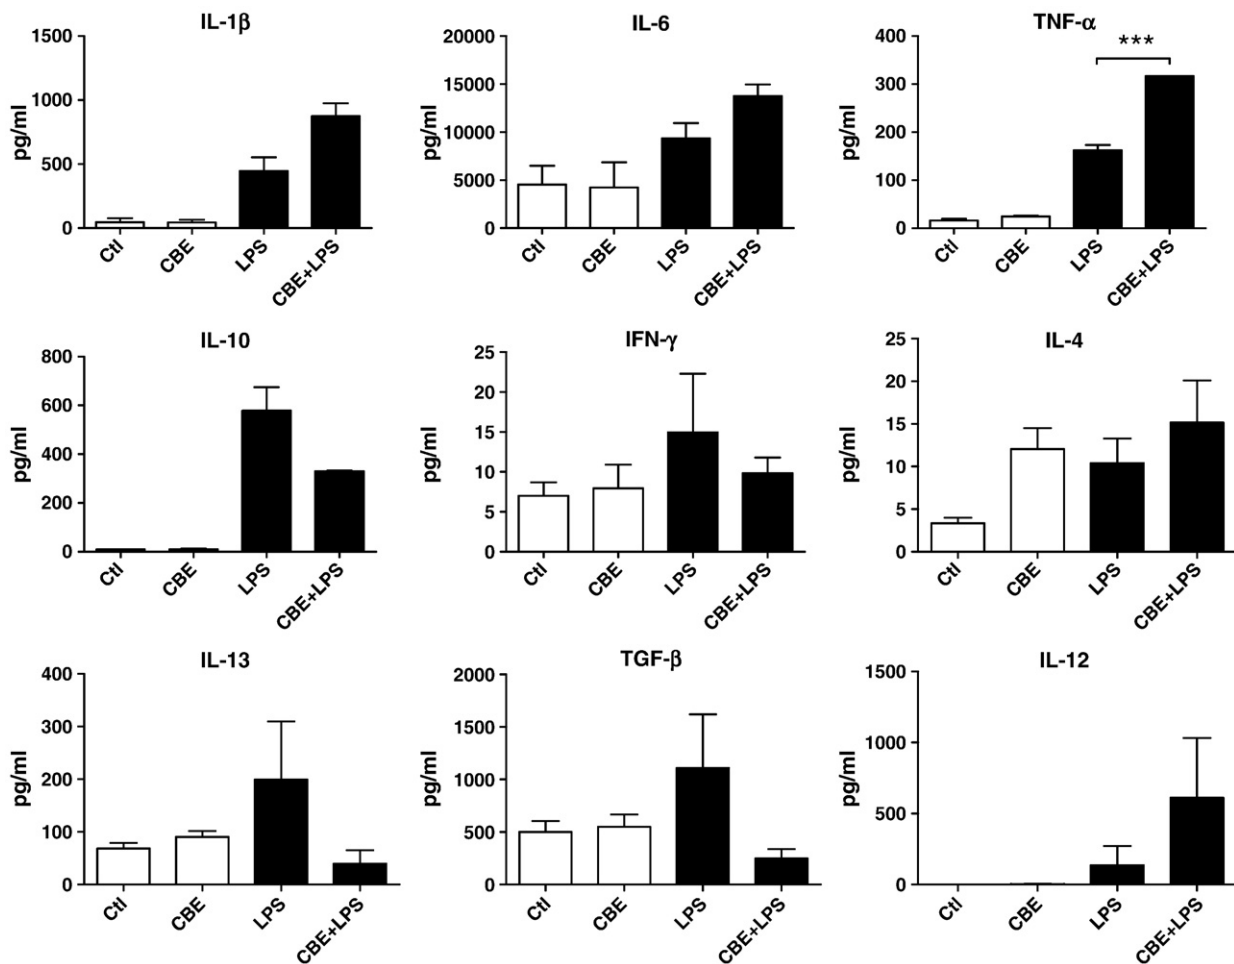 IL-1β
pg/ml
1500
1000
500
0
Ctl
CBE
LPS
CBE+LPS
IL-6
pg/ml
20000
15000
10000
5000
0
Ctl
CBE
LPS
CBE+LPS
TNF-α
pg/ml
400
300
200
100
0
***
Ctl
CBE
LPS
CBE+LPS
IL-10
pg/ml
800
600
400
200
0
Ctl
CBE
LPS
CBE+LPS
IFN-γ
pg/ml
25
20
15
10
5
0
Ctl
CBE
LPS
CBE+LPS
IL-4
pg/ml
25
20
15
10
5
0
Ctl
CBE
LPS
CBE+LPS
IL-13
pg/ml
400
300
200
100
0
Ctl
CBE
LPS
CBE+LPS
TGF-β
pg/ml
2000
1500
1000
500
0
Ctl
CBE
LPS
CBE+LPS
IL-12
pg/ml
1500
1000
500
0
Ctl
CBE
LPS
CBE+LPS